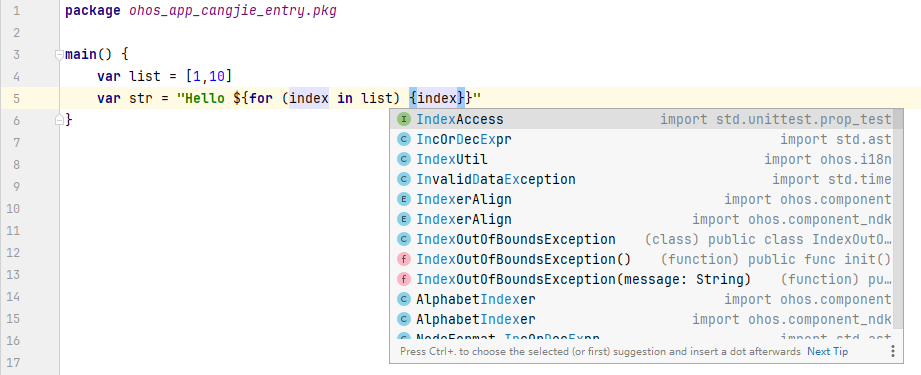 1 package ohos_app_cangjie_entry.pkg
2
3 main() {
4 var list = [1,10]
5 var str = "Hello ${for (index in list) {index}}"
6 }
7
8
9
10
11
12
13
14
15
16
17
IndexAccess import std.unittest.prop_test
IncOrDecExpr import std.ast
IndexUtil import ohos.i18n
InvalidDataException import std.time
IndexerAlign import ohos.component
IndexerAlign import ohos.component_ndk
IndexOutOfBoundsException (class) public class IndexOutO…
IndexOutOfBoundsException() (function) public func init()
IndexOutOfBoundsException(message: String) (function) pu…
AlphabetIndexer import ohos.component
AlphabetIndexer import ohos.component_ndk
NodeFormat_IncOrDecExpr import std.ast
Press Ctrl+. to choose the selected (or first) suggestion and insert a dot afterwards Next Tip